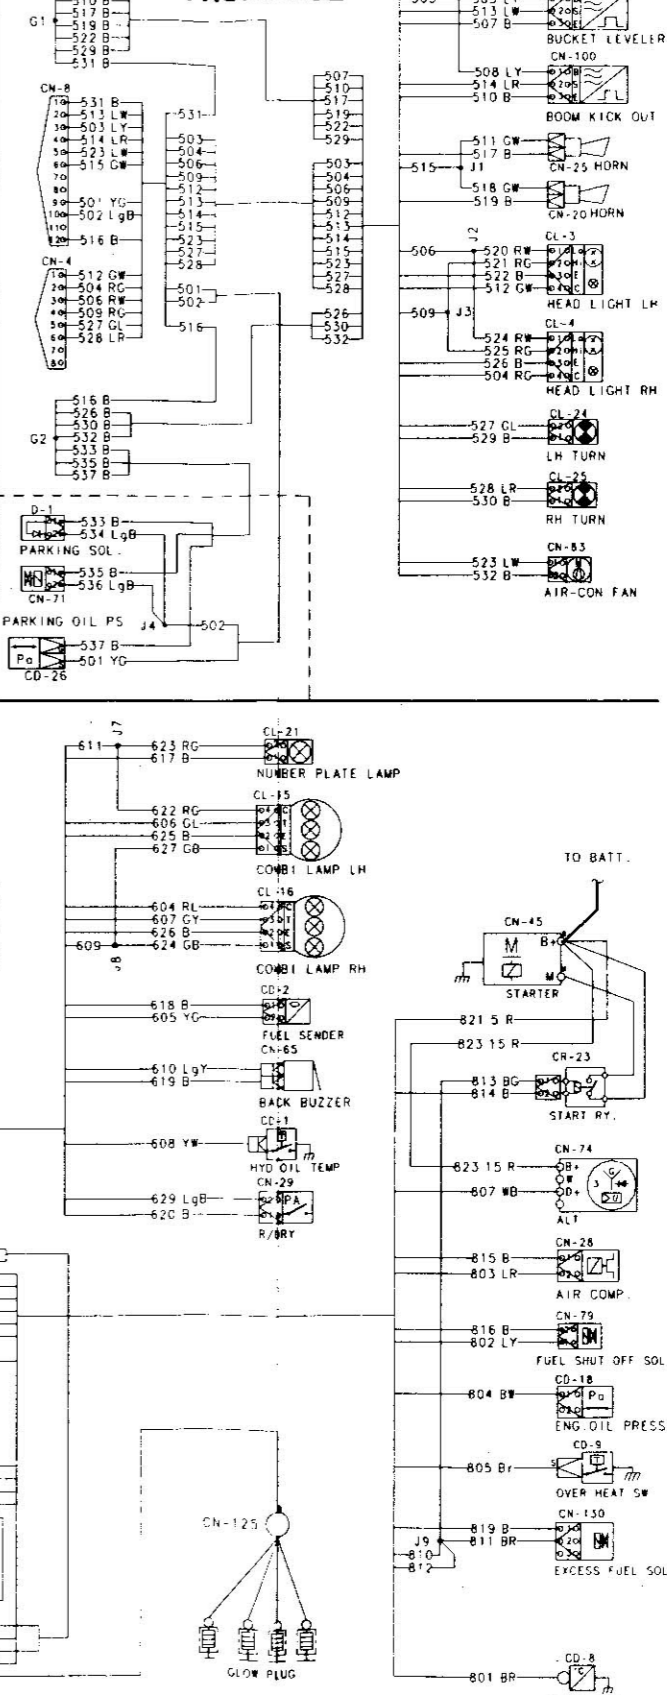 510 B
517 B
519 B
522 B
529 B
531 B
G1
CN-8
531 B
513 LW
503 LY
514 LR
523 LW
515 GW
501 YG
502 LgB
516 B
CN-4
512 GW
504 RG
506 RW
509 RG
527 GL
528 LR
516 B
526 B
530 B
532 B
533 B
535 B
537 B
G2
531
503
504
506
509
512
513
514
515
523
527
528
501
502
516
507
510
517
519
522
529
503
504
506
509
512
513
514
515
523
527
528
526
530
532
513 LW
507 B
BUCKET LEVELER
CN-100
508 LY
514 LR
510 B
BOOM KICK OUT
511 GW
517 B
515
J1
CN-25 HORN
518 GW
519 B
CN-20 HORN
J2
CL-3
506
520 RW
521 RG
522 B
512 GW
HEAD LIGHT LH
509
J3
CL-4
524 RW
525 RG
526 B
504 RG
HEAD LIGHT RH
CL-24
527 GL
529 B
LH TURN
CL-25
528 LR
530 B
RH TURN
CN-83
523 LW
532 B
AIR-CON FAN
D-1
533 B
534 LgB
PARKING SOL.
535 B
536 LgB
CN-71
PARKING OIL PS
J4
502
537 B
501 YG
Pa
CD-26
J7
CL-21
611
623 RG
617 B
NUMBER PLATE LAMP
CL-15
622 RG
606 GL
625 B
627 GB
COMBI LAMP LH
CL-16
604 RL
607 GY
626 B
609
624 GB
J8
COMBI LAMP RH
CD-2
618 B
605 YG
FUEL SENDER
CN-65
610 LgY
619 B
BACK BUZZER
CD-1
608 YW
HYD OIL TEMP
CN-29
629 LgB
620 B
PA
R/DRY
TO BATT.
CN-45
M
B+
M
STARTER
821 5 R
823 15 R
CR-23
813 BG
814 B
START RY.
CN-74
823 15 R
B+
W
807 WB
D+
G
3
ALT
CN-28
815 B
803 LR
AIR COMP.
CN-79
816 B
802 LY
FUEL SHUT OFF SOL
CD-18
804 BW
Pa
ENG.OIL PRESS
CD-9
805 Br
OVER HEAT SW
CN-130
819 B
J9
811 BR
810
812
EXCESS FUEL SOL
CN-125
GLOW PLUG
CD-8
801 BR
°C